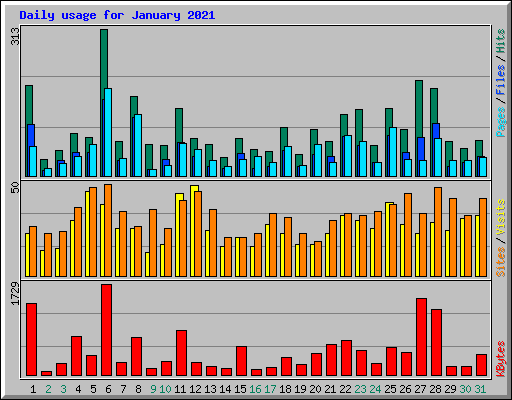 Daily usage for January 2021
313
Pages / Files / Hits
50
Sites / Visits
1729
KBytes
1 2 3 4 5 6 7 8 9 10 11 12 13 14 15 16 17 18 19 20 21 22 23 24 25 26 27 28 29 30 31